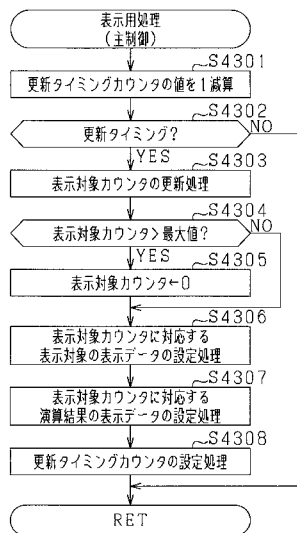 表示用処理
(主制御)
S4301
更新タイミングカウンタの値を1減算
S4302
更新タイミング?
NO
YES
S4303
表示対象カウンタの更新処理
S4304
表示対象カウンタ>最大値?
NO
YES
S4305
表示対象カウンタ←0
S4306
表示対象カウンタに対応する
表示対象の表示データの設定処理
S4307
表示対象カウンタに対応する
演算結果の表示データの設定処理
S4308
更新タイミングカウンタの設定処理
RET